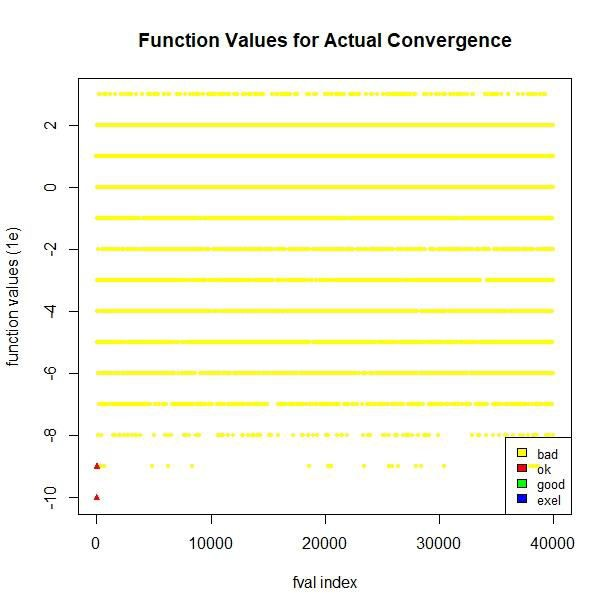 Function Values for Actual Convergence
function values (1e)
2
0
-2
-4
-6
-8
-10
bad
ok
good
exel
0 10000 20000 30000 40000
fval index